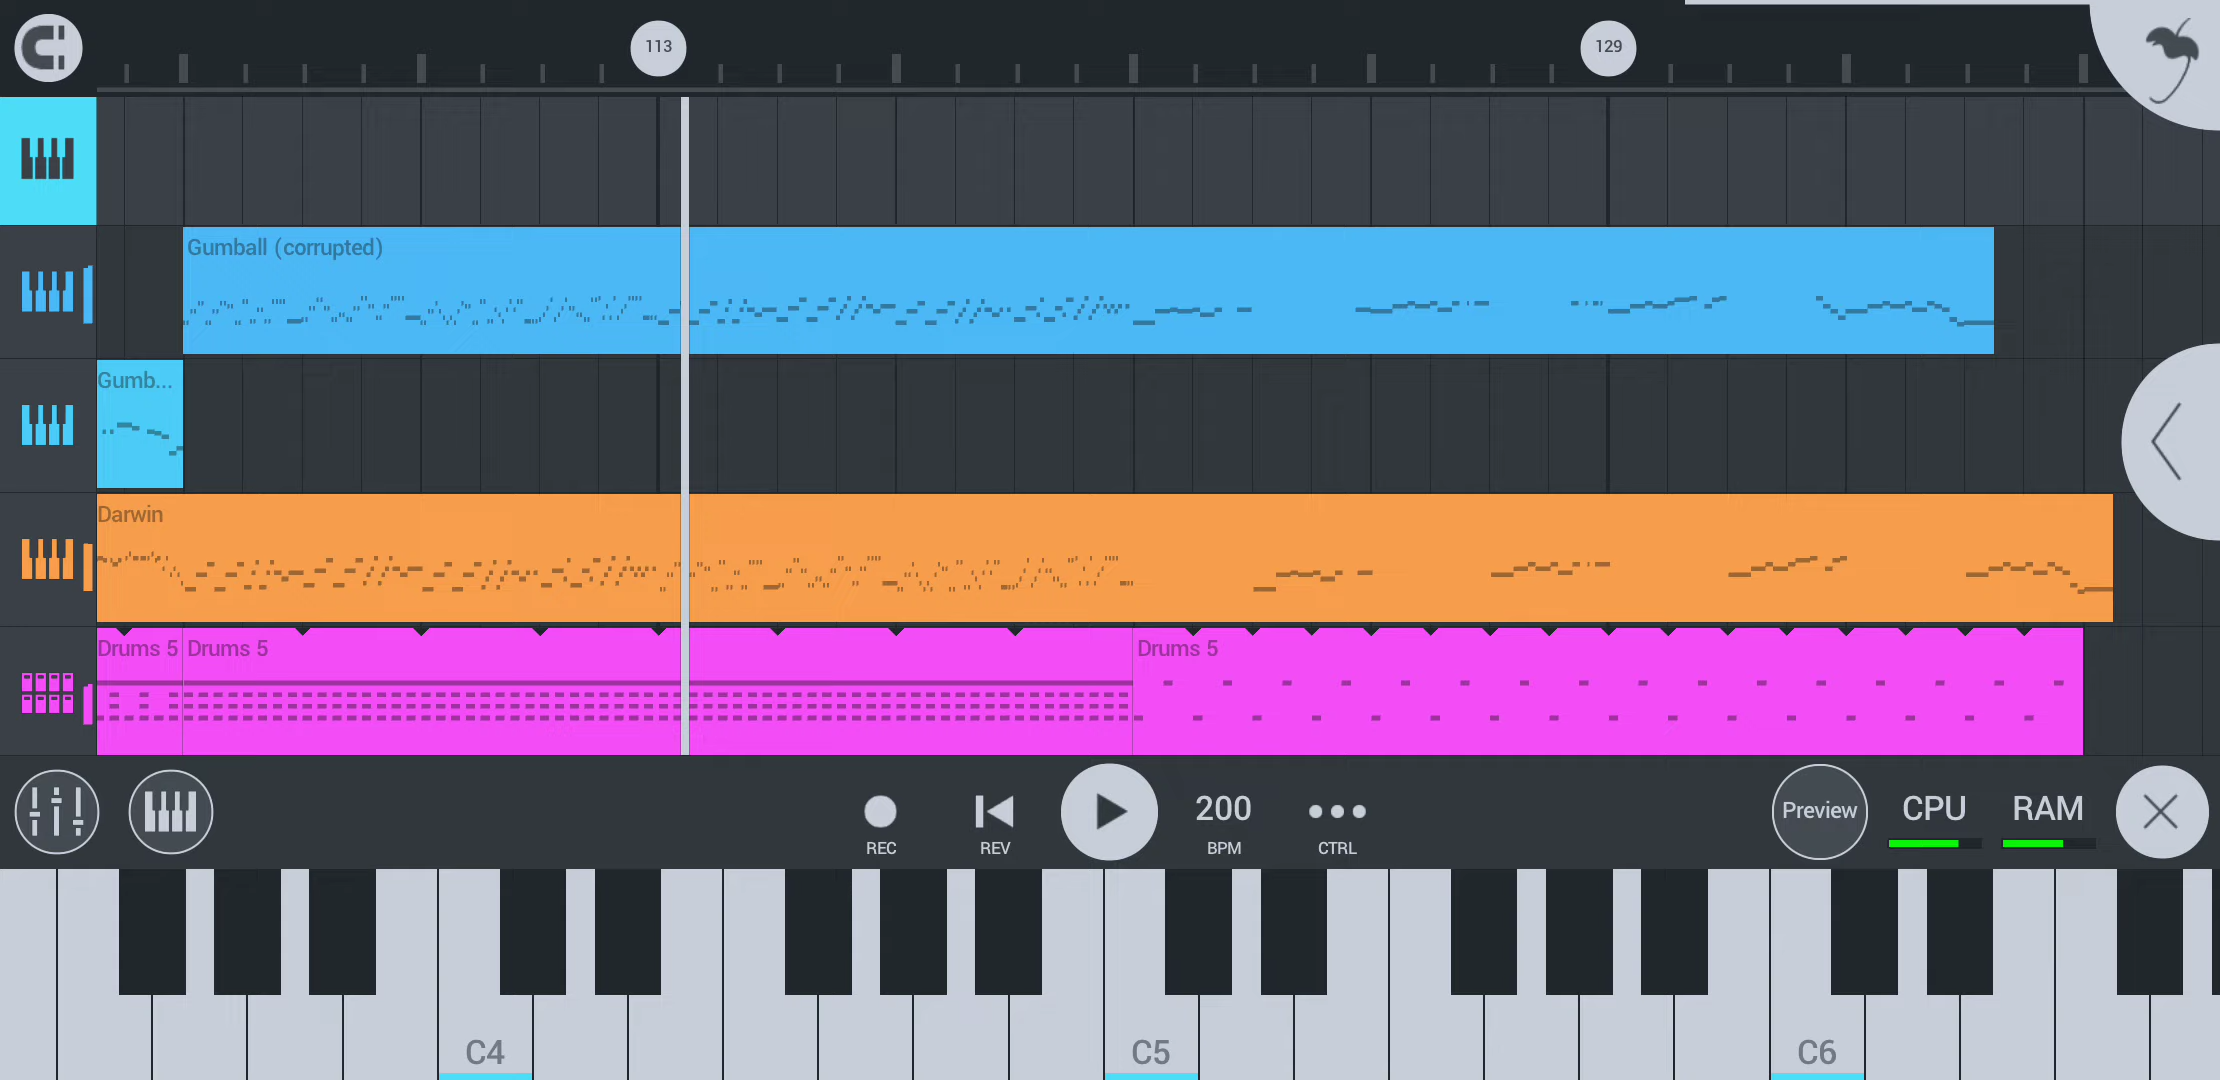 113
129
Gumball (corrupted)
Gumb...
Darwin
Drums 5
Drums 5
Drums 5
REC
REV
200
BPM
CTRL
Preview
CPU
RAM
C4
C5
C6